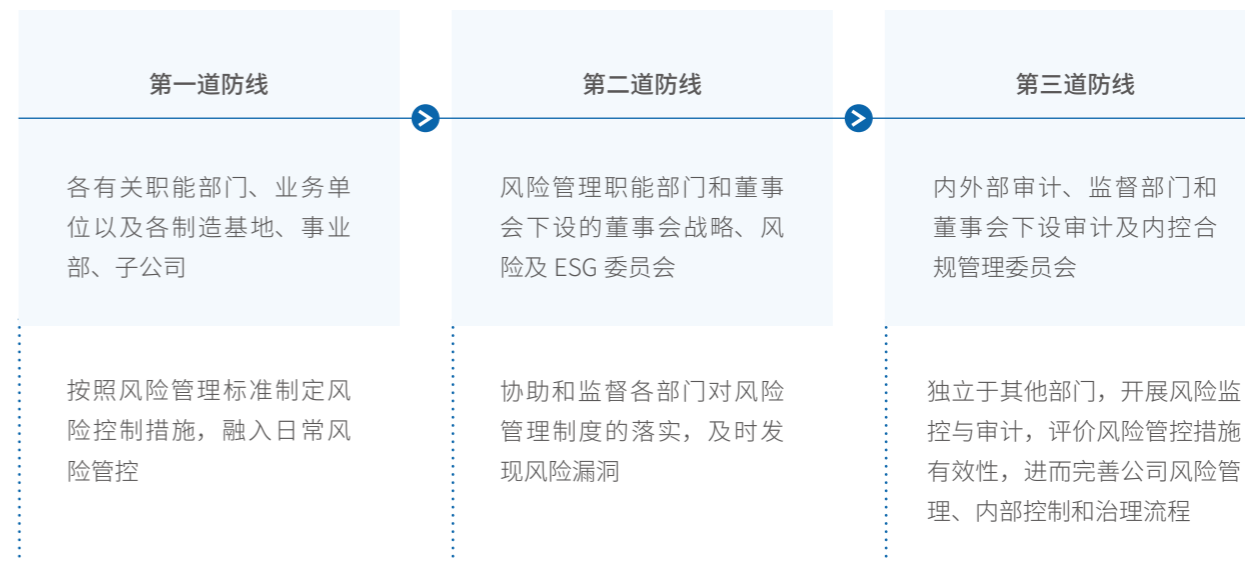 第一道防线
各有关职能部门、业务单
位以及各制造基地、事业
部、子公司
按照风险管理标准制定风
险控制措施，融入日常风
险管控
第二道防线
风险管理职能部门和董事
会下设的董事会战略、风
险及 ESG 委员会
协助和监督各部门对风险
管理制度的落实，及时发
现风险漏洞
第三道防线
内外部审计、监督部门和
董事会下设审计及内控合
规管理委员会
独立于其他部门，开展风险监
控与审计，评价风险管控措施
有效性，进而完善公司风险管
理、内部控制和治理流程